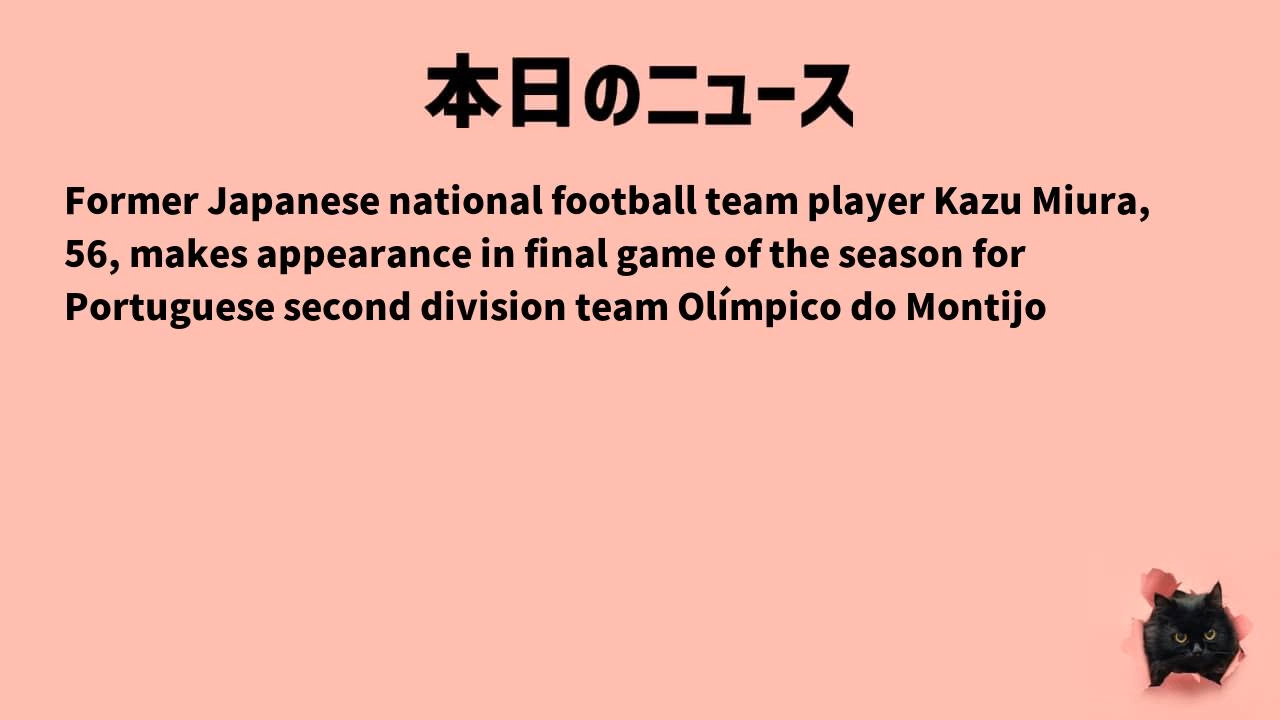 本日のニュース
Former Japanese national football team player Kazu Miura,
56, makes appearance in final game of the season for
Portuguese second division team Olímpico do Montijo